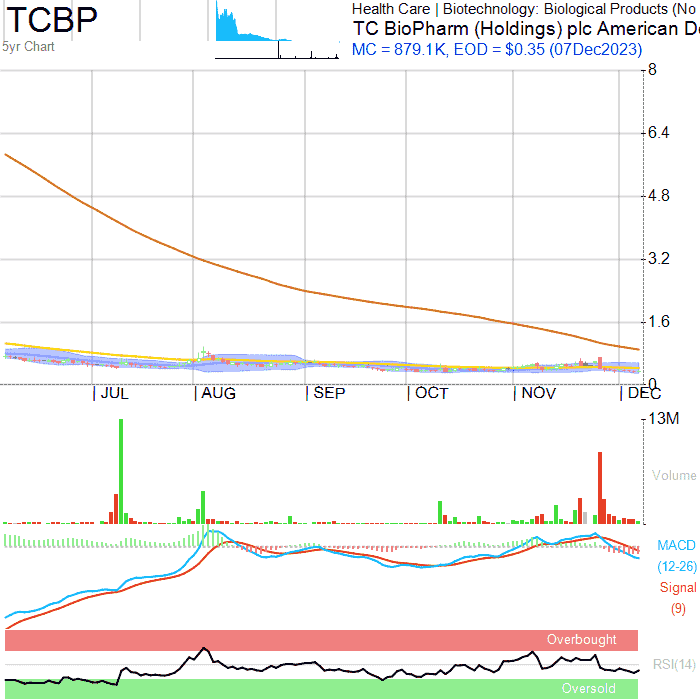 TCBP
5yr Chart
Health Care | Biotechnology: Biological Products (No
TC BioPharm (Holdings) plc American De
MC = 879.1K, EOD = $0.35 (07Dec2023)
8
6.4
4.8
3.2
1.6
0
JUL AUG SEP OCT NOV DEC
13M
Volume
MACD
(12-26)
Signal
(9)
Overbought
RSI(14)
Oversold